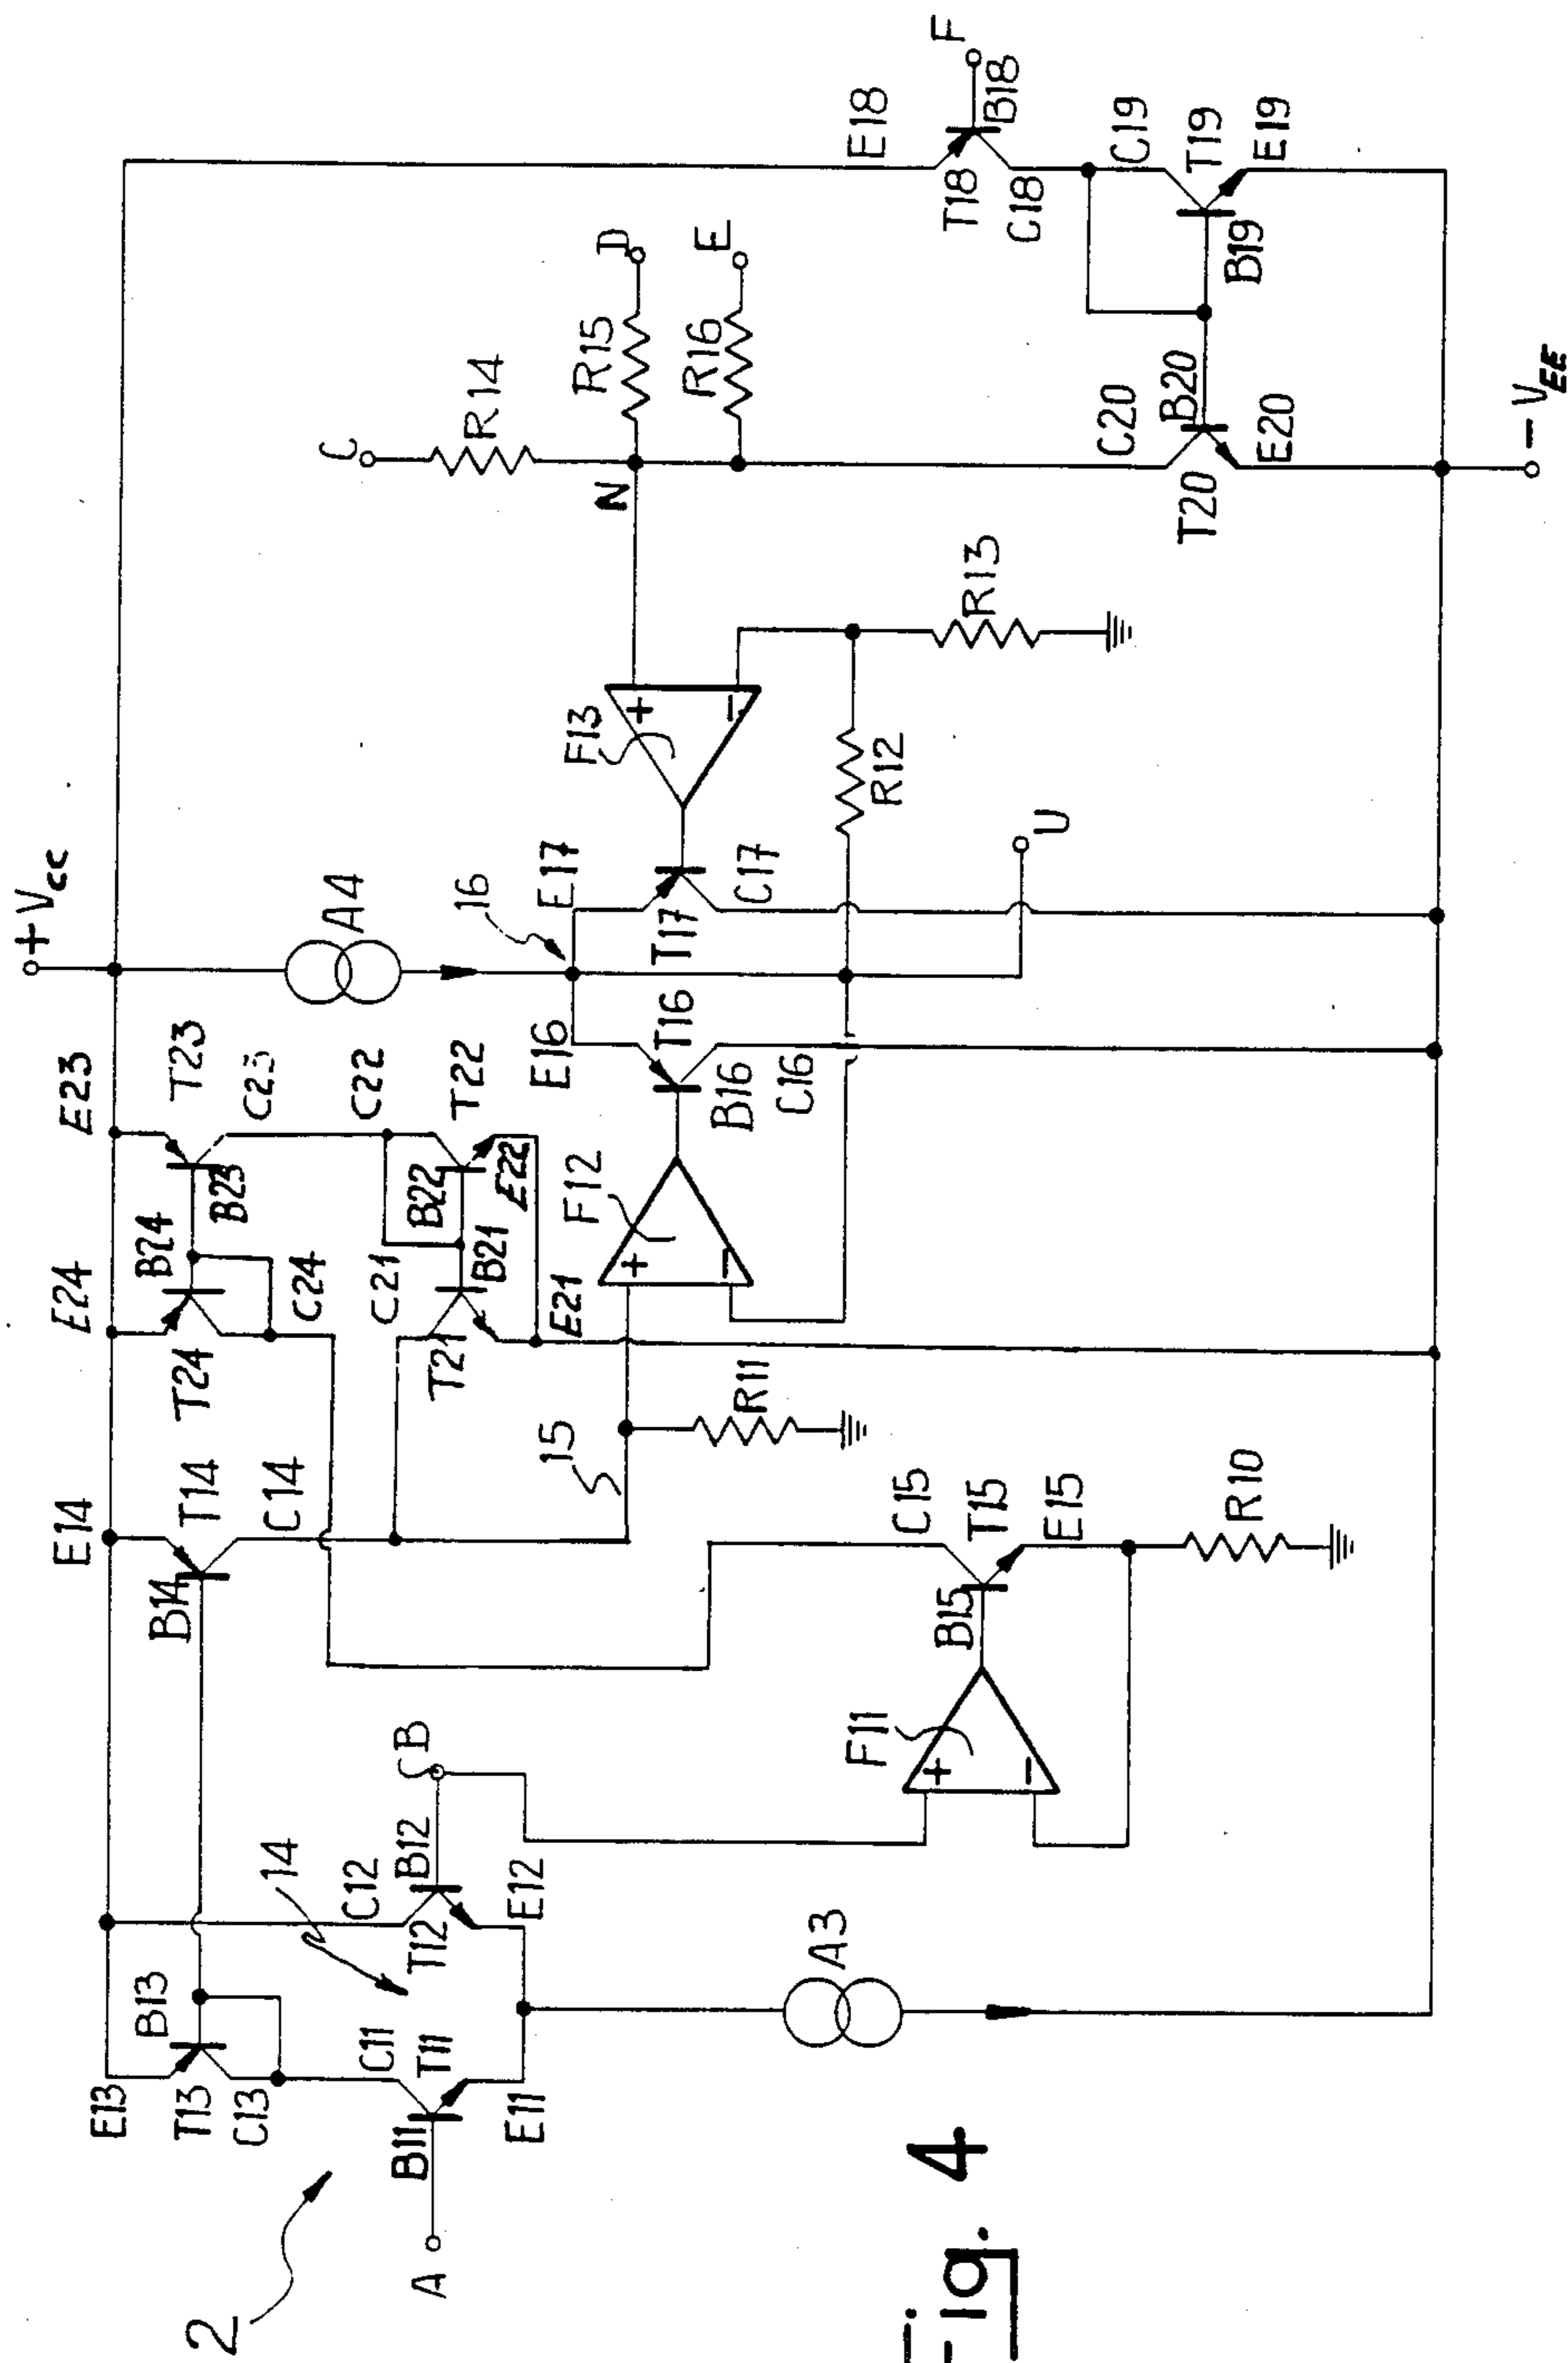 +VCC
E13
B13
T13
C13
C11
T11
B11
E11
A
2
14
C12
B12
T12
E12
B
A3
E14
T14
B14
C14
E24
B24
T24
C24
E23
T23
B23
C23
C22
T22
B22
E22
C21
B21
T21
E21
15
R11
F11
+
−
C15
B15
T15
E15
R10
F12
+
−
E16
T16
B16
C16
A4
16
E17
T17
C17
U
F13
+
−
R12
R13
N
C
R14
R15
D
R16
E
E18
F
T18
B18
C18
C19
T19
B19
E19
C20
B20
T20
E20
−VEE
Fig. 4